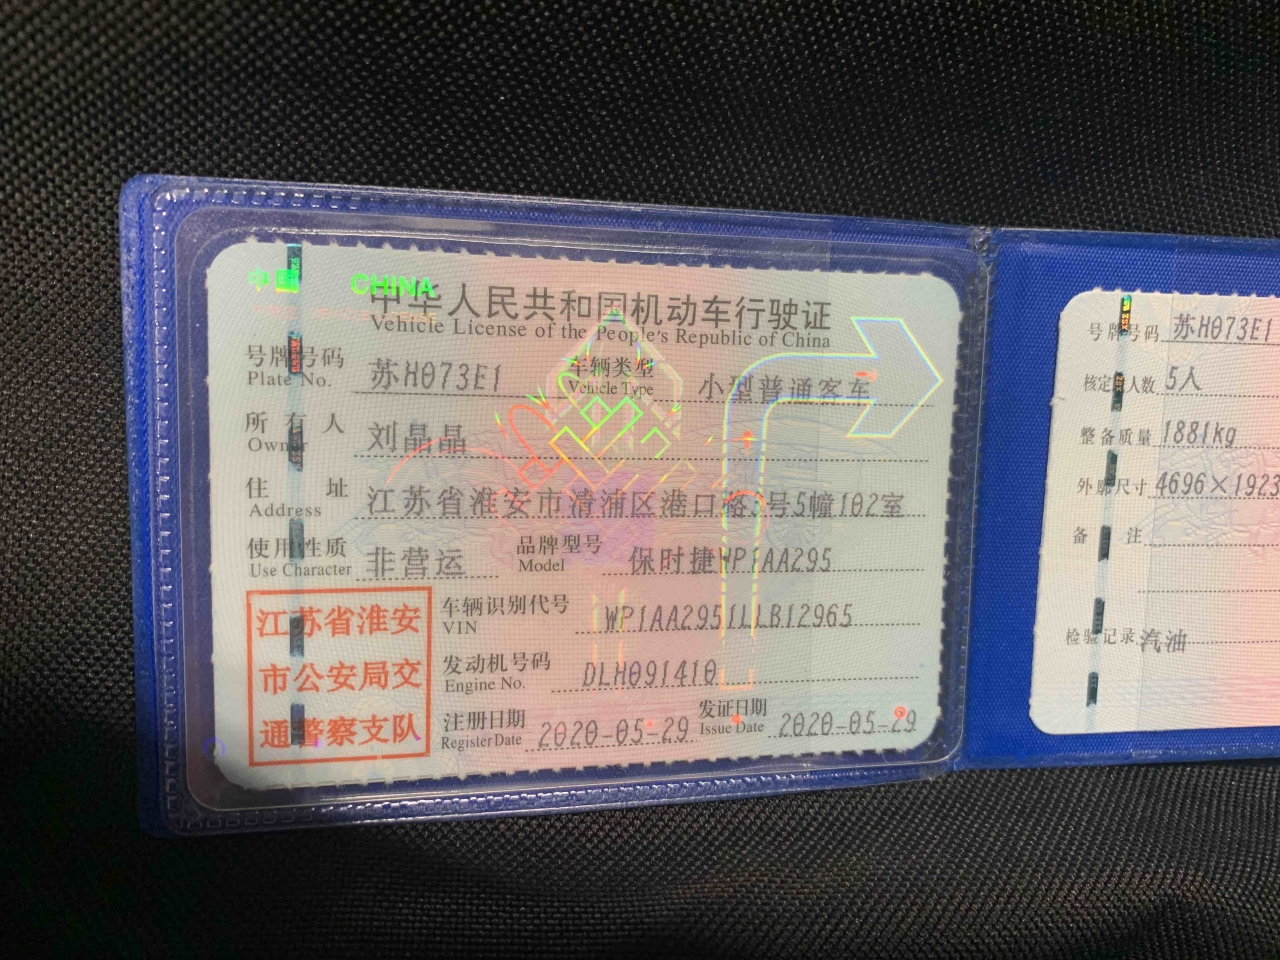 中国 CHINA
中华人民共和国机动车行驶证
Vehicle License of the People's Republic of China
号牌号码 苏H073E1 车辆类型 小型普通客车
Plate No. Vehicle Type
所有人 刘晶晶
Owner
住址 江苏省淮安市清浦区港口路3号5幢102室
Address
使用性质 非营运 品牌型号 保时捷WP1AA295
Use Character Model
江苏省淮安
市公安局交
通警察支队
车辆识别代号 WP1AA2951LLB12965
VIN
发动机号码 DLH091410
Engine No.
注册日期 2020-05-29 发证日期 2020-05-29
Register Date Issue Date
号牌号码 苏H073E1
核定 人数 5人
整备质量 1881kg
外廓尺寸 4696×1923
备注
检验记录 汽油